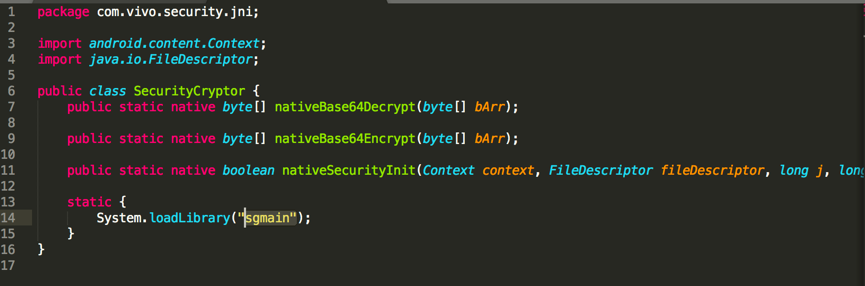 1 package com.vivo.security.jni;
2
3 import android.content.Context;
4 import java.io.FileDescriptor;
5
6 public class SecurityCryptor {
7 public static native byte[] nativeBase64Decrypt(byte[] bArr);
8
9 public static native byte[] nativeBase64Encrypt(byte[] bArr);
10
11 public static native boolean nativeSecurityInit(Context context, FileDescriptor fileDescriptor, long j, long
12
13 static {
14 System.loadLibrary("sgmain");
15 }
16 }
17